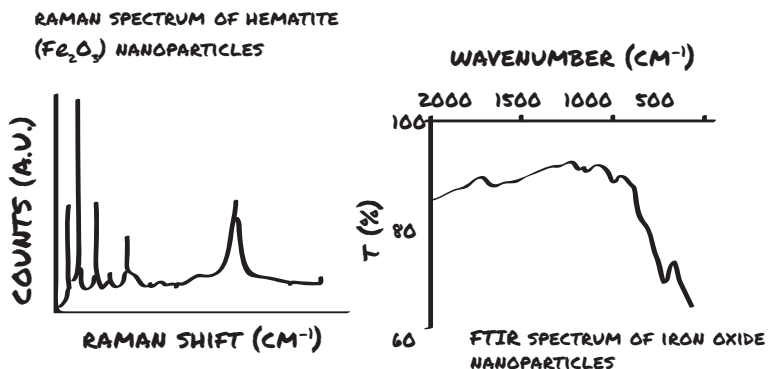 RAMAN SPECTRUM OF HEMATITE
(Fe₂O₃) NANOPARTICLES
COUNTS (A.U.)
RAMAN SHIFT (CM⁻¹)
WAVENUMBER (CM⁻¹)
2000 1500 1000 500
100
80
60
T (%)
FTIR SPECTRUM OF IRON OXIDE
NANOPARTICLES